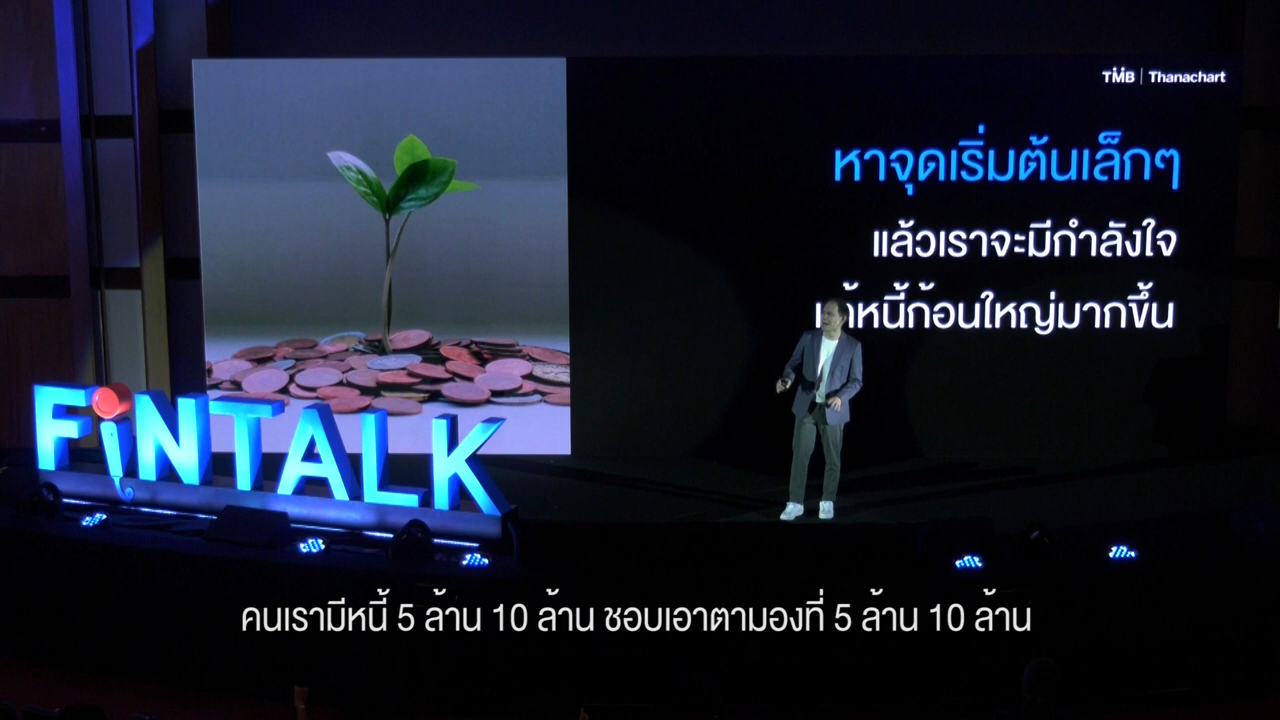 TMB | Thanachart
หาจุดเริ่มต้นเล็กๆ
แล้วเราจะมีกำลังใจ
แก้หนี้ก้อนใหญ่มากขึ้น
FiNTALK
คนเรามีหนี้ 5 ล้าน 10 ล้าน ชอบเอาตามองที่ 5 ล้าน 10 ล้าน